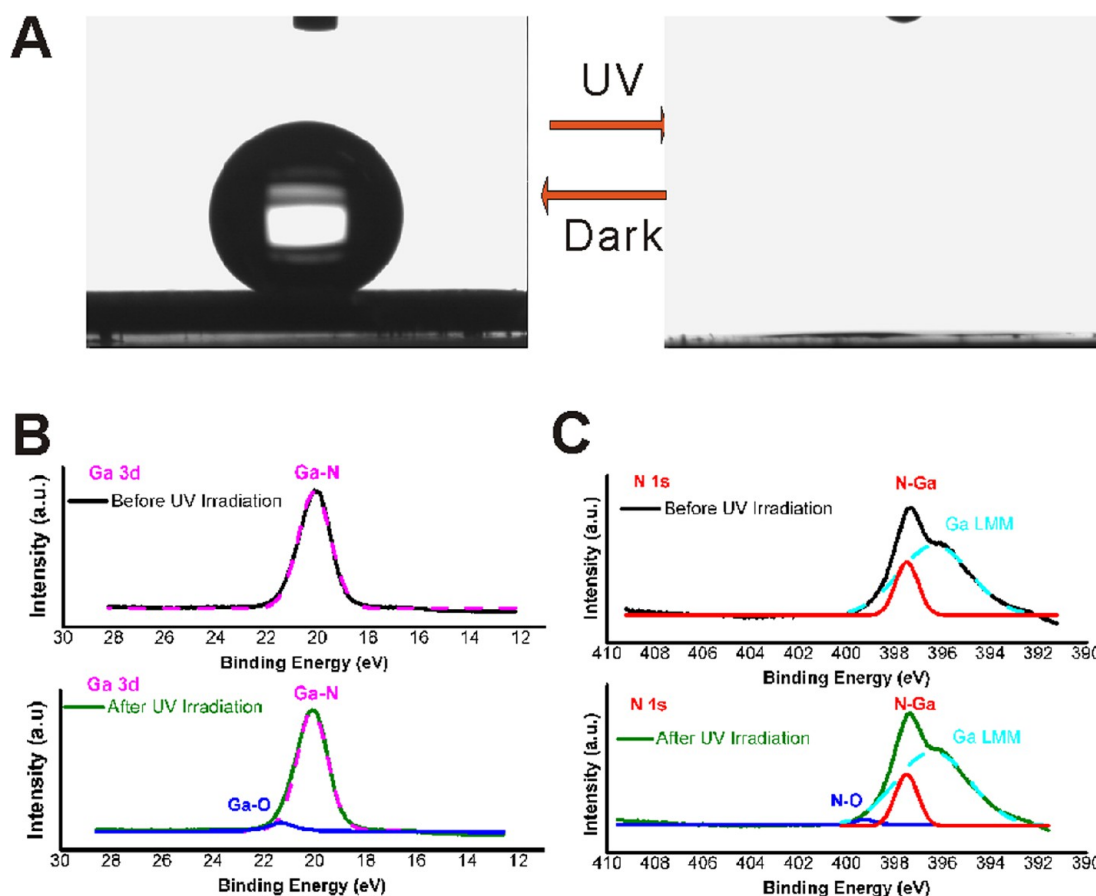 A
UV
Dark
B
Ga 3d
Ga-N
Before UV Irradiation
Intensity (a.u.)
30 28 26 24 22 20 18 16 14 12
Binding Energy (eV)
Ga 3d
Ga-N
After UV Irradiation
Ga-O
Intensity (a.u)
30 28 26 24 22 20 18 16 14 12
Binding Energy (eV)
C
N 1s
N-Ga
Before UV Irradiation
Ga LMM
Intensity (a.u.)
410 408 406 404 402 400 398 396 394 392 390
Binding Energy (eV)
N 1s
N-Ga
After UV Irradiation
Ga LMM
N-O
Intensity (a.u.)
410 408 406 404 402 400 398 396 394 392 390
Binding Energy (eV)